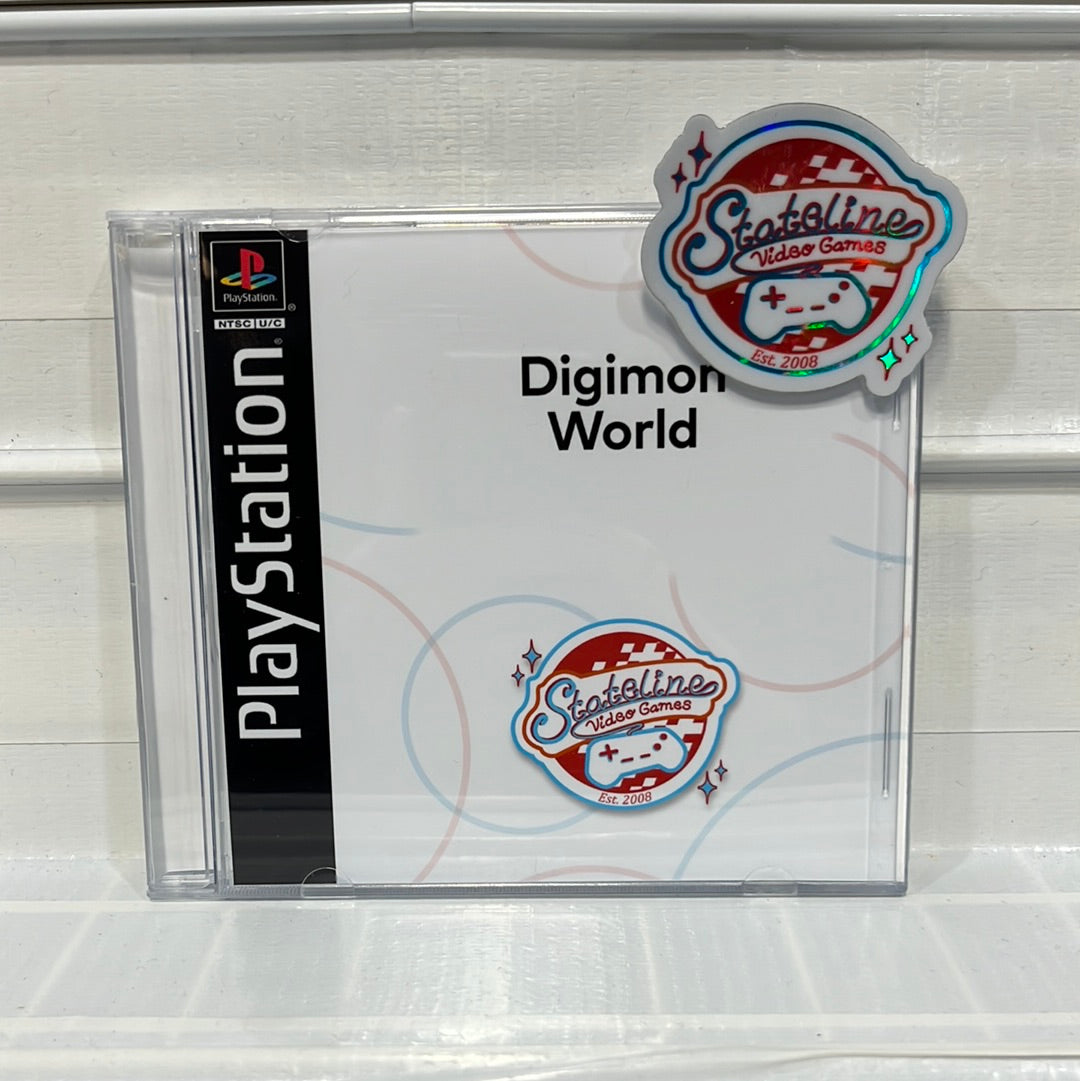 PlayStation
®
NTSC U/C
PlayStation®
Digimon
World
Stateline
Video Games
Est. 2008
Stateline
Video Games
Est. 2008